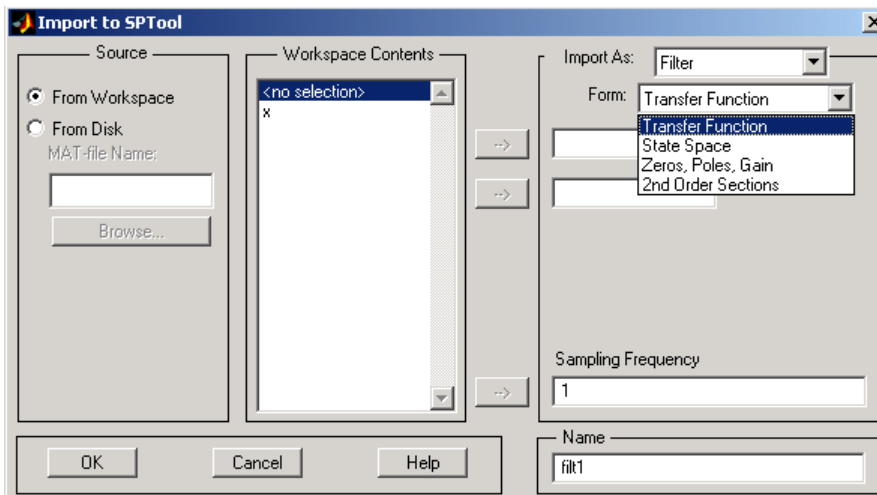 Import to SPTool
Source
From Workspace
From Disk
MAT-file Name:
Browse...
Workspace Contents
<no selection>
x
-->
-->
-->
Import As:
Filter
Form:
Transfer Function
Transfer Function
State Space
Zeros, Poles, Gain
2nd Order Sections
Sampling Frequency
1
OK
Cancel
Help
Name
filt1